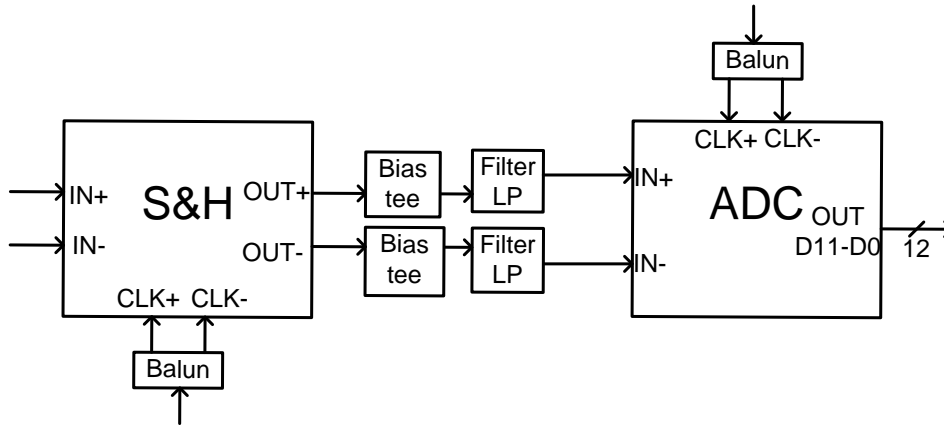 Balun
CLK+ CLK-
IN+
IN-
S&H
OUT+
OUT-
CLK+ CLK-
Balun
Bias
tee
Filter
LP
Bias
tee
Filter
LP
IN+
IN-
ADC
OUT
D11-D0
12